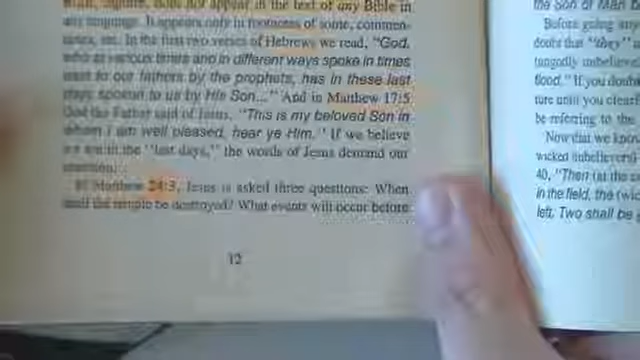 does not appear in the text of any Bible in
any language. It appears only in footnotes of some, commen-
etc. In the first two verses of Hebrews we read, "God,
who at various times and in different ways spoke in times
past to our fathers by the prophets, has in these last
days spoken to us by His Son..." And in Matthew 17:5
God the Father said of Jesus, "This is my beloved Son in
whom I am well pleased, hear ye Him." If we believe
we are in the "last days," the words of Jesus demand our
attention.
In Matthew 24:3, Jesus is asked three questions: When
will the temple be destroyed? What events will occur before
12
the Son of Man
Before going any
doubt that "they"
ungodly unbeliev
flood." If you doub
ture until you clear
be referring to the
Now that we know
wicked unbelievers
40, "Then (at the
in the field, the (wic
left. Two shall be